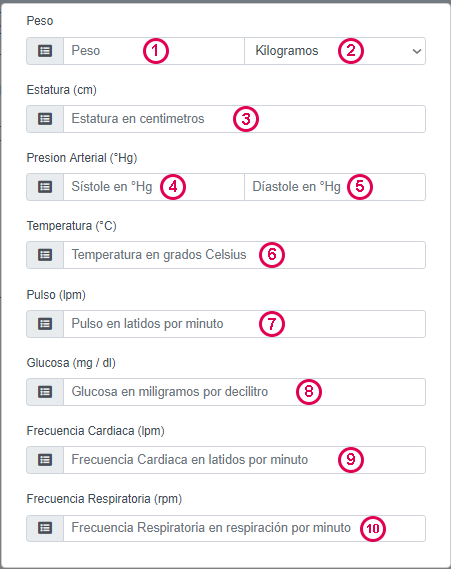 Peso
Peso 1 Kilogramos 2
Estatura (cm)
Estatura en centimetros 3
Presion Arterial (°Hg)
Sístole en °Hg 4 Díastole en °Hg 5
Temperatura (°C)
Temperatura en grados Celsius 6
Pulso (lpm)
Pulso en latidos por minuto 7
Glucosa (mg / dl)
Glucosa en miligramos por decilitro 8
Frecuencia Cardiaca (lpm)
Frecuencia Cardiaca en latidos por minuto 9
Frecuencia Respiratoria (rpm)
Frecuencia Respiratoria en respiración por minuto 10